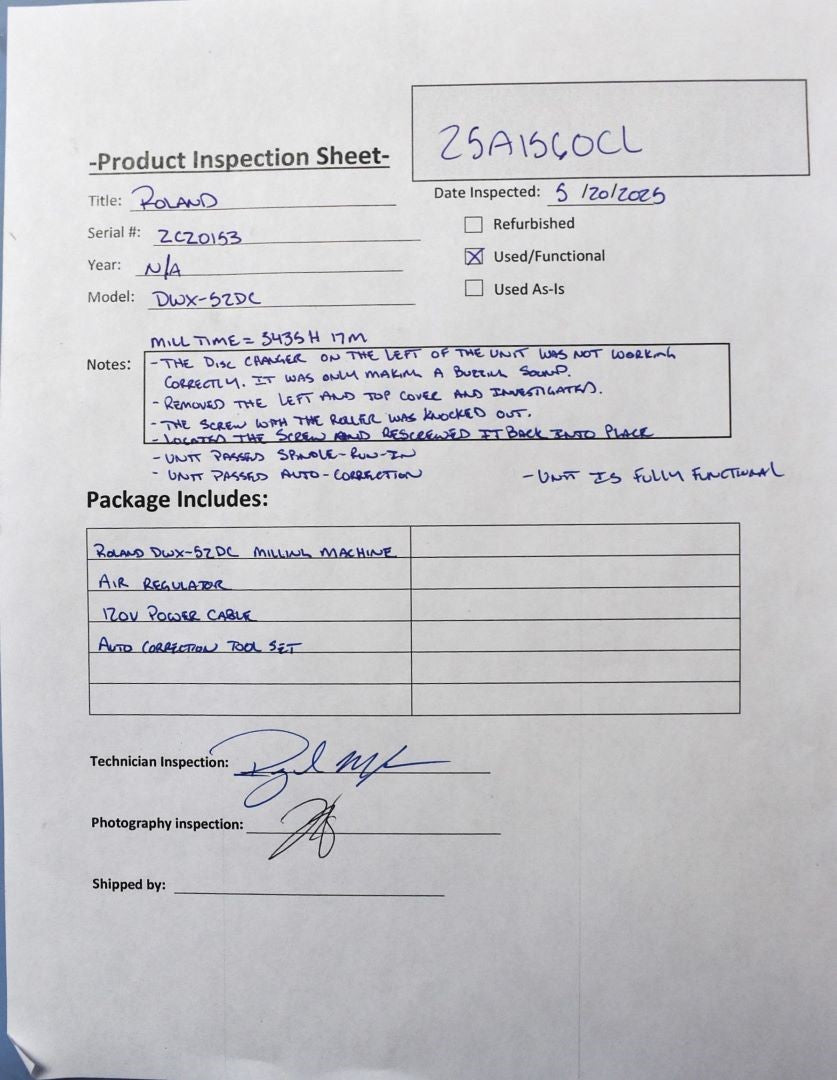 25A1560CL
-Product Inspection Sheet-
Title: ROLAND
Date Inspected: 5/20/2025
Serial #: ZCZ0153
Refurbished
Year: N/A
Used/Functional
Model: DWX-52DC
Used As-Is
MILL TIME = 3435H 17M
Notes:
- THE DISC CHANGER ON THE LEFT OF THE UNIT WAS NOT WORKING
CORRECTLY. IT WAS ONLY MAKING A BUZZING SOUND.
- REMOVED THE LEFT AND TOP COVER AND INVESTIGATED.
- THE SCREW WITH THE ROLLER WAS KNOCKED OUT.
- LOCATED THE SCREW AND RESCREWED IT BACK INTO PLACE
- UNIT PASSED SPINDLE-RUN-IN
- UNIT PASSED AUTO-CORRECTION
- UNIT IS FULLY FUNCTIONAL
Package Includes:
ROLAND DWX-52DC MILLING MACHINE
AIR REGULATOR
120V POWER CABLE
AUTO CORRECTION TOOL SET
Technician Inspection:
Photography inspection:
Shipped by: